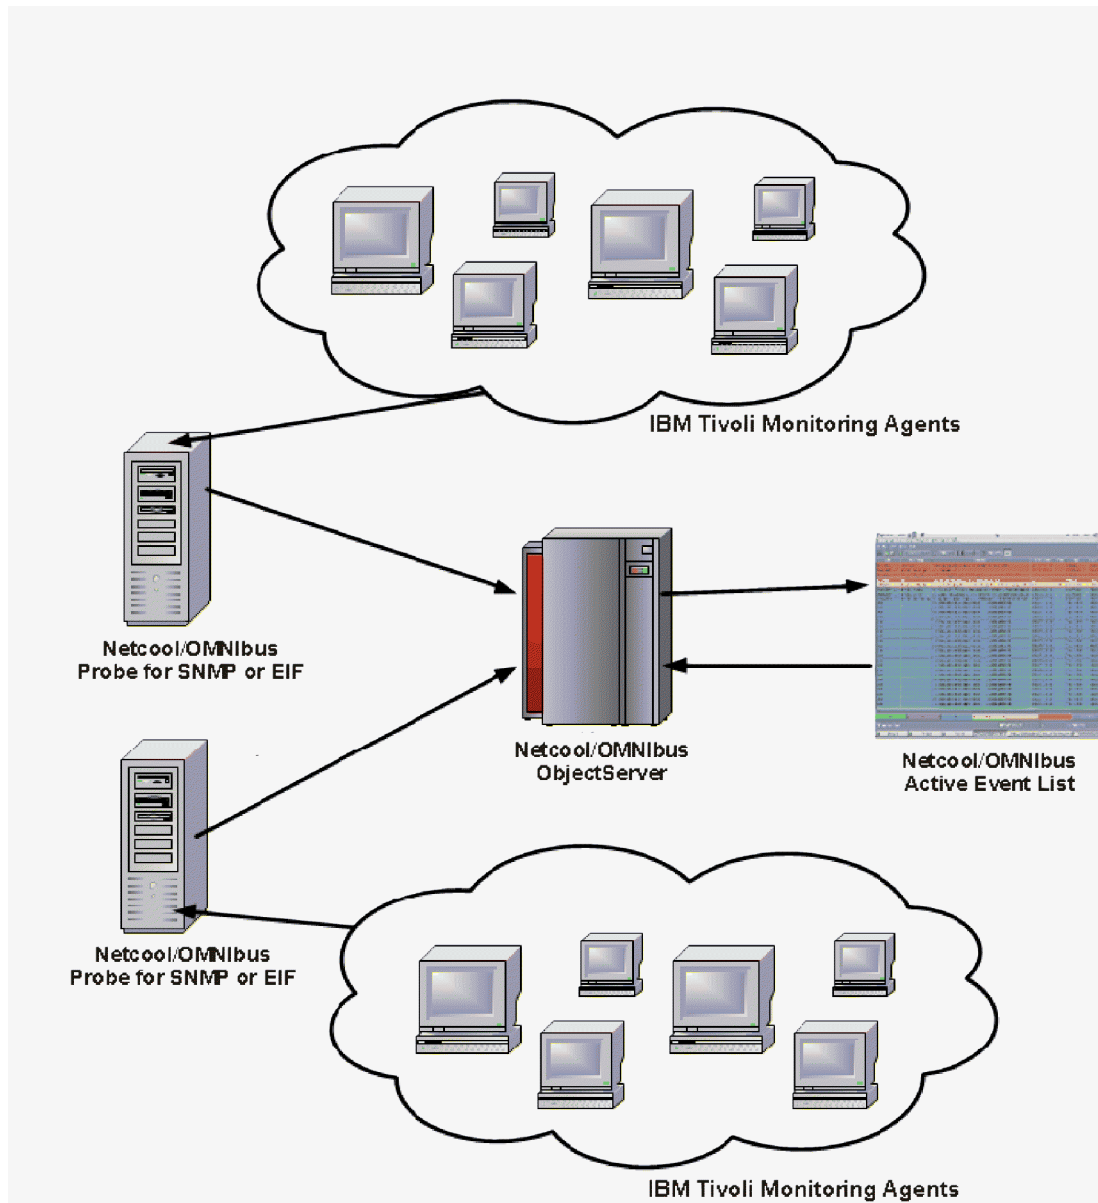 IBM Tivoli Monitoring Agents
Netcool/OMNIbus
Probe for SNMP or EIF
Netcool/OMNIbus
ObjectServer
Netcool/OMNIbus
Active Event List
Netcool/OMNIbus
Probe for SNMP or EIF
IBM Tivoli Monitoring Agents